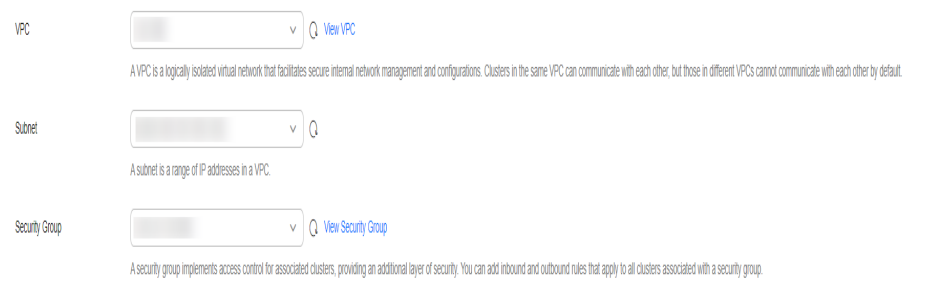 VPC
View VPC
A VPC is a logically isolated virtual network that facilitates secure internal network management and configurations. Clusters in the same VPC can communicate with each other, but those in different VPCs cannot communicate with each other by default.
Subnet
A subnet is a range of IP addresses in a VPC.
Security Group
View Security Group
A security group implements access control for associated clusters, providing an additional layer of security. You can add inbound and outbound rules that apply to all clusters associated with a security group.